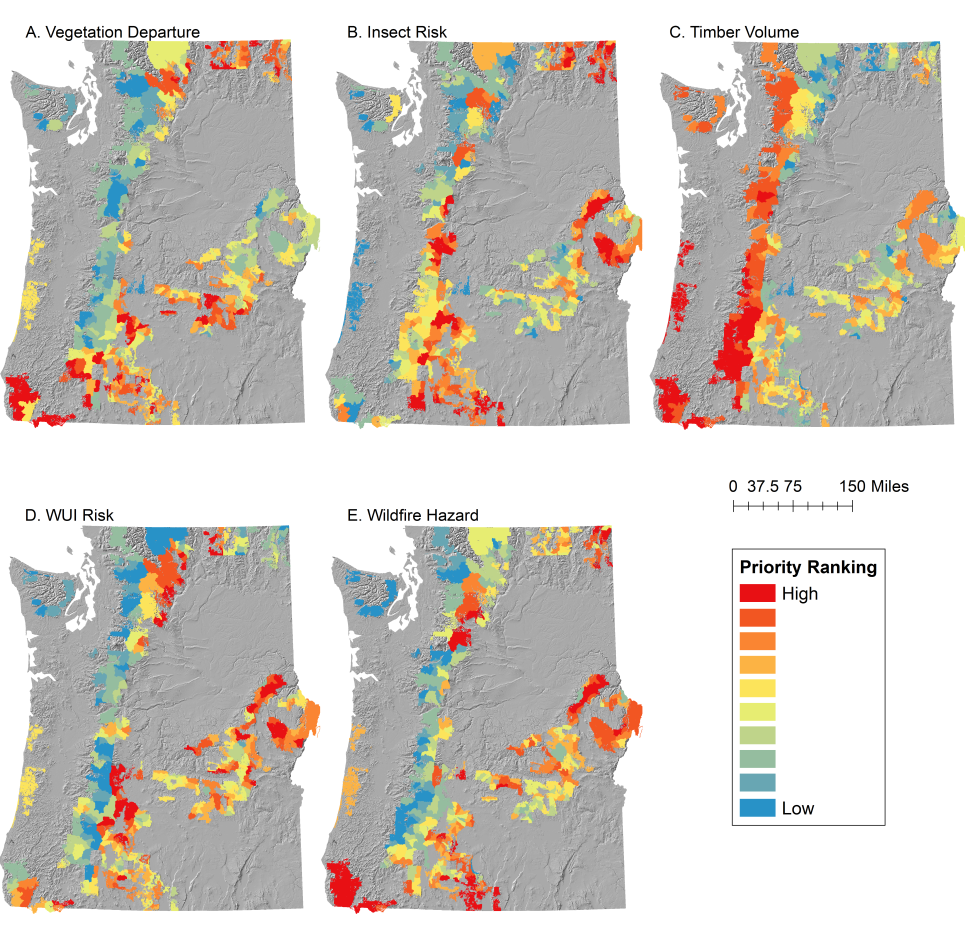 A. Vegetation Departure
B. Insect Risk
C. Timber Volume
D. WUI Risk
E. Wildfire Hazard
0 37.5 75 150 Miles
Priority Ranking
High
Low